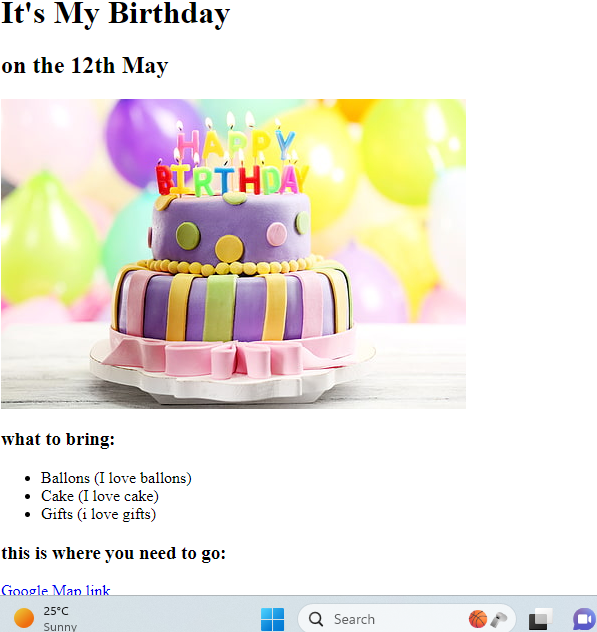 It's My Birthday
on the 12th May
HAPPY
BIRTHDAY
what to bring:
Ballons (I love ballons)
Cake (I love cake)
Gifts (i love gifts)
this is where you need to go:
Google Map link
25°C
Sunny
Search